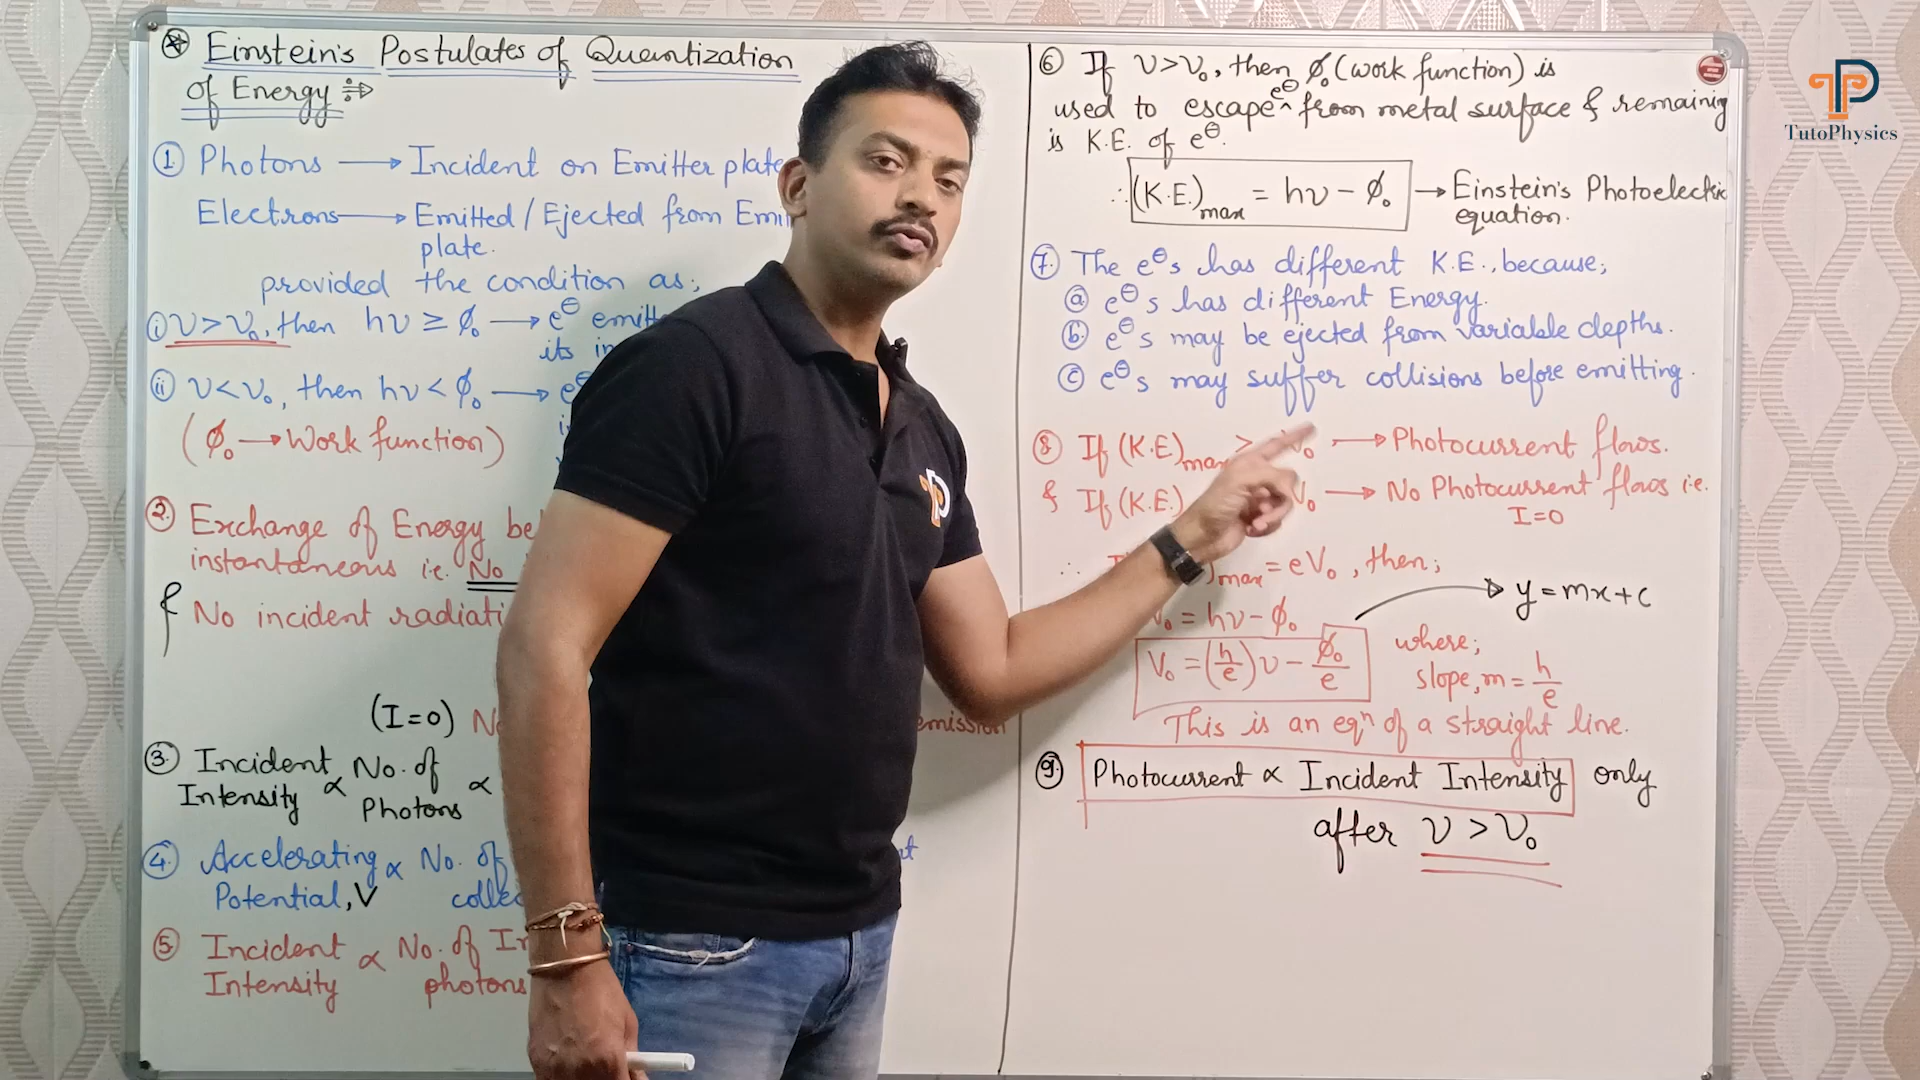 Einstein's Postulates of Quantization
of Energy
① Photons → Incident on Emitter plate
Electrons → Emitted / Ejected from
plate.
provided the condition as;
ⓘ ν > ν₀, then hν ≥ ϕ₀ → e⊖
its
ⓘⓘ ν < ν₀, then hν < ϕ₀ →
(ϕ₀ → Work function)
② Exchange of Energy
instantaneous i.e. No
& No incident
(I=0)
emission
③ Incident Intensity ∝ No. of Photons ∝
④ Accelerating Potential, V ∝ No. of
⑤ Incident Intensity ∝ No. of
photons
⑥ If ν > ν₀, then ϕ₀ (work function) is
used to escape e⊖ from metal surface & remaining
is K.E. of e⊖.
∴ (K.E)max = hν − ϕ₀ → Einstein's Photoelectric
equation.
⑦ The e⊖s has different K.E., because;
ⓐ e⊖s has different Energy.
ⓑ e⊖s may be ejected from variable depths.
ⓒ e⊖s may suffer collisions before emitting.
⑧ If (K.E)max > V₀ → Photocurrent flows.
& If (K.E.) V₀ → No Photocurrent flows i.e.
I=0
∴ max = eV₀, then;
V₀ = hν − ϕ₀
y = mx + c
V₀ = (h/e)ν − ϕ₀/e
where;
slope, m = h/e
This is an eqⁿ of a straight line.
⑨ Photocurrent ∝ Incident Intensity only
after ν > ν₀
TP
TutoPhysics